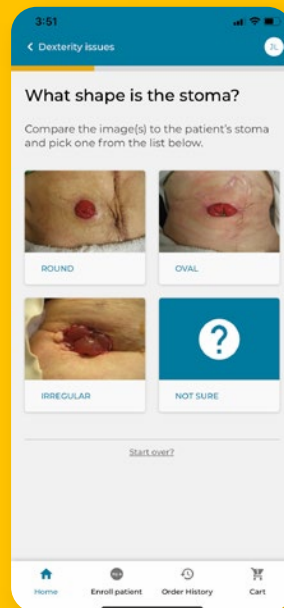 3:51
Dexterity issues
JL
What shape is the stoma?
Compare the image(s) to the patient's stoma
and pick one from the list below.
ROUND
OVAL
IRREGULAR
?
NOT SURE
Start over?
Home
Enroll patient
Order History
Cart